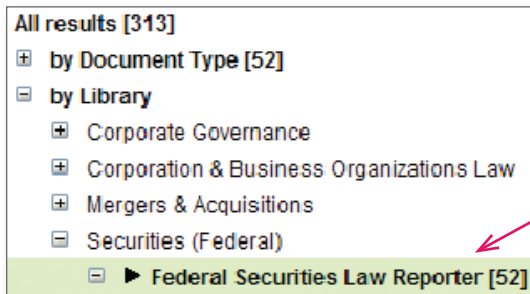 All results [313]
by Document Type [52]
by Library
Corporate Governance
Corporation & Business Organizations Law
Mergers & Acquisitions
Securities (Federal)
Federal Securities Law Reporter [52]